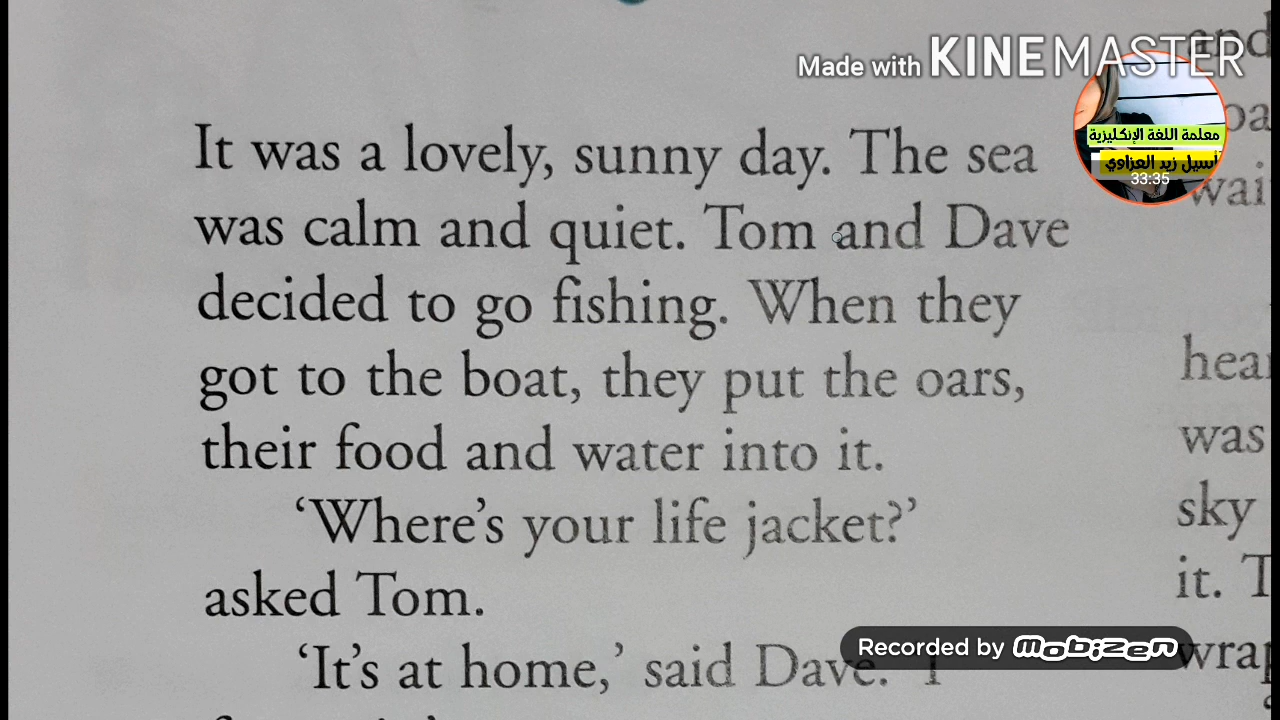 Made with KINEMASTER
معلمة اللغة الإنكليزية
أسيل زيد العزاوي
33:35
It was a lovely, sunny day. The sea
was calm and quiet. Tom and Dave
decided to go fishing. When they
got to the boat, they put the oars,
their food and water into it.
‘Where’s your life jacket?’
asked Tom.
‘It’s at home,’ said Dave. ‘I
and
was
sky
it. T
Recorded by mobizen